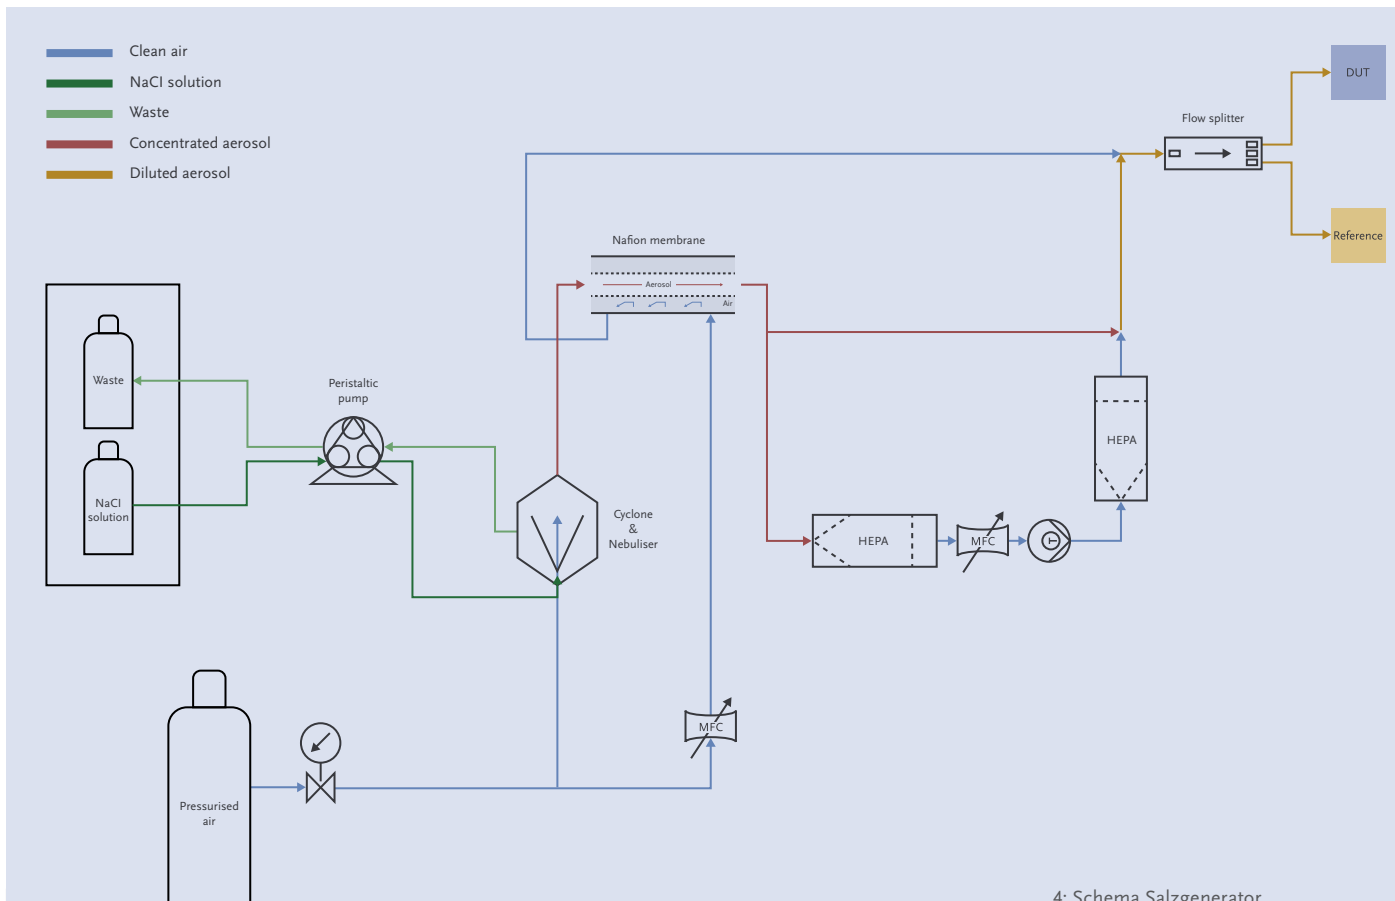 Clean air
NaCl solution
Waste
Concentrated aerosol
Diluted aerosol
DUT
Flow splitter
Reference
Nafion membrane
Aerosol
Air
Waste
Peristaltic
pump
NaCl
solution
Cyclone
&
Nebuliser
HEPA
HEPA
MFC
MFC
Pressurised
air
4: Schema Salzgenerator